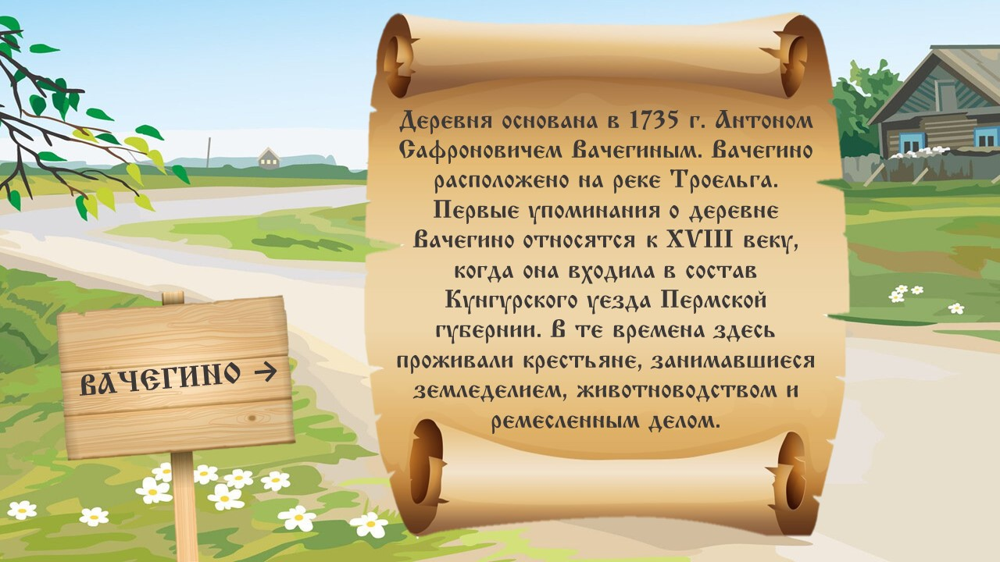 Деревня основана в 1735 г. Антоном
Сафроновичем Вачегиным. Вачегино
расположено на реке Троельга.
Первые упоминания о деревне
Вачегино относятся к XVIII веку,
когда она входила в состав
Кунгурского уезда Пермской
губернии. В те времена здесь
проживали крестьяне, занимавшиеся
земледелием, животноводством и
ремесленным делом.
ВАЧЕГИНО →